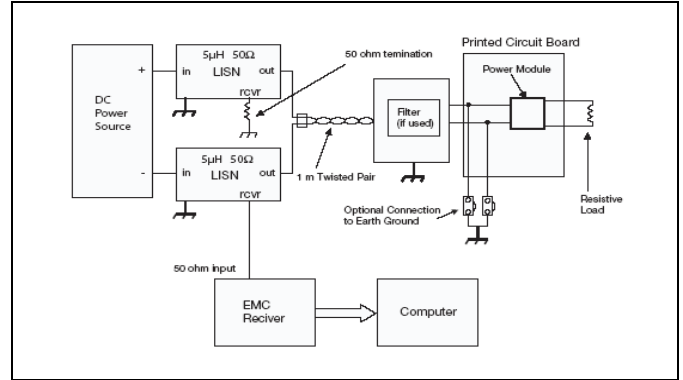 Printed Circuit Board
5µH 50Ω
LISN
in
out
rcvr
+
50 ohm temination
Power Module
DC
Power
Source
Filter
(if used)
5µH 50Ω
LISN
in
out
rcvr
-
1 m Twisted Pair
Optional Connection
to Earth Ground
Resistive
Load
50 ohm input
EMC
Reciver
Computer